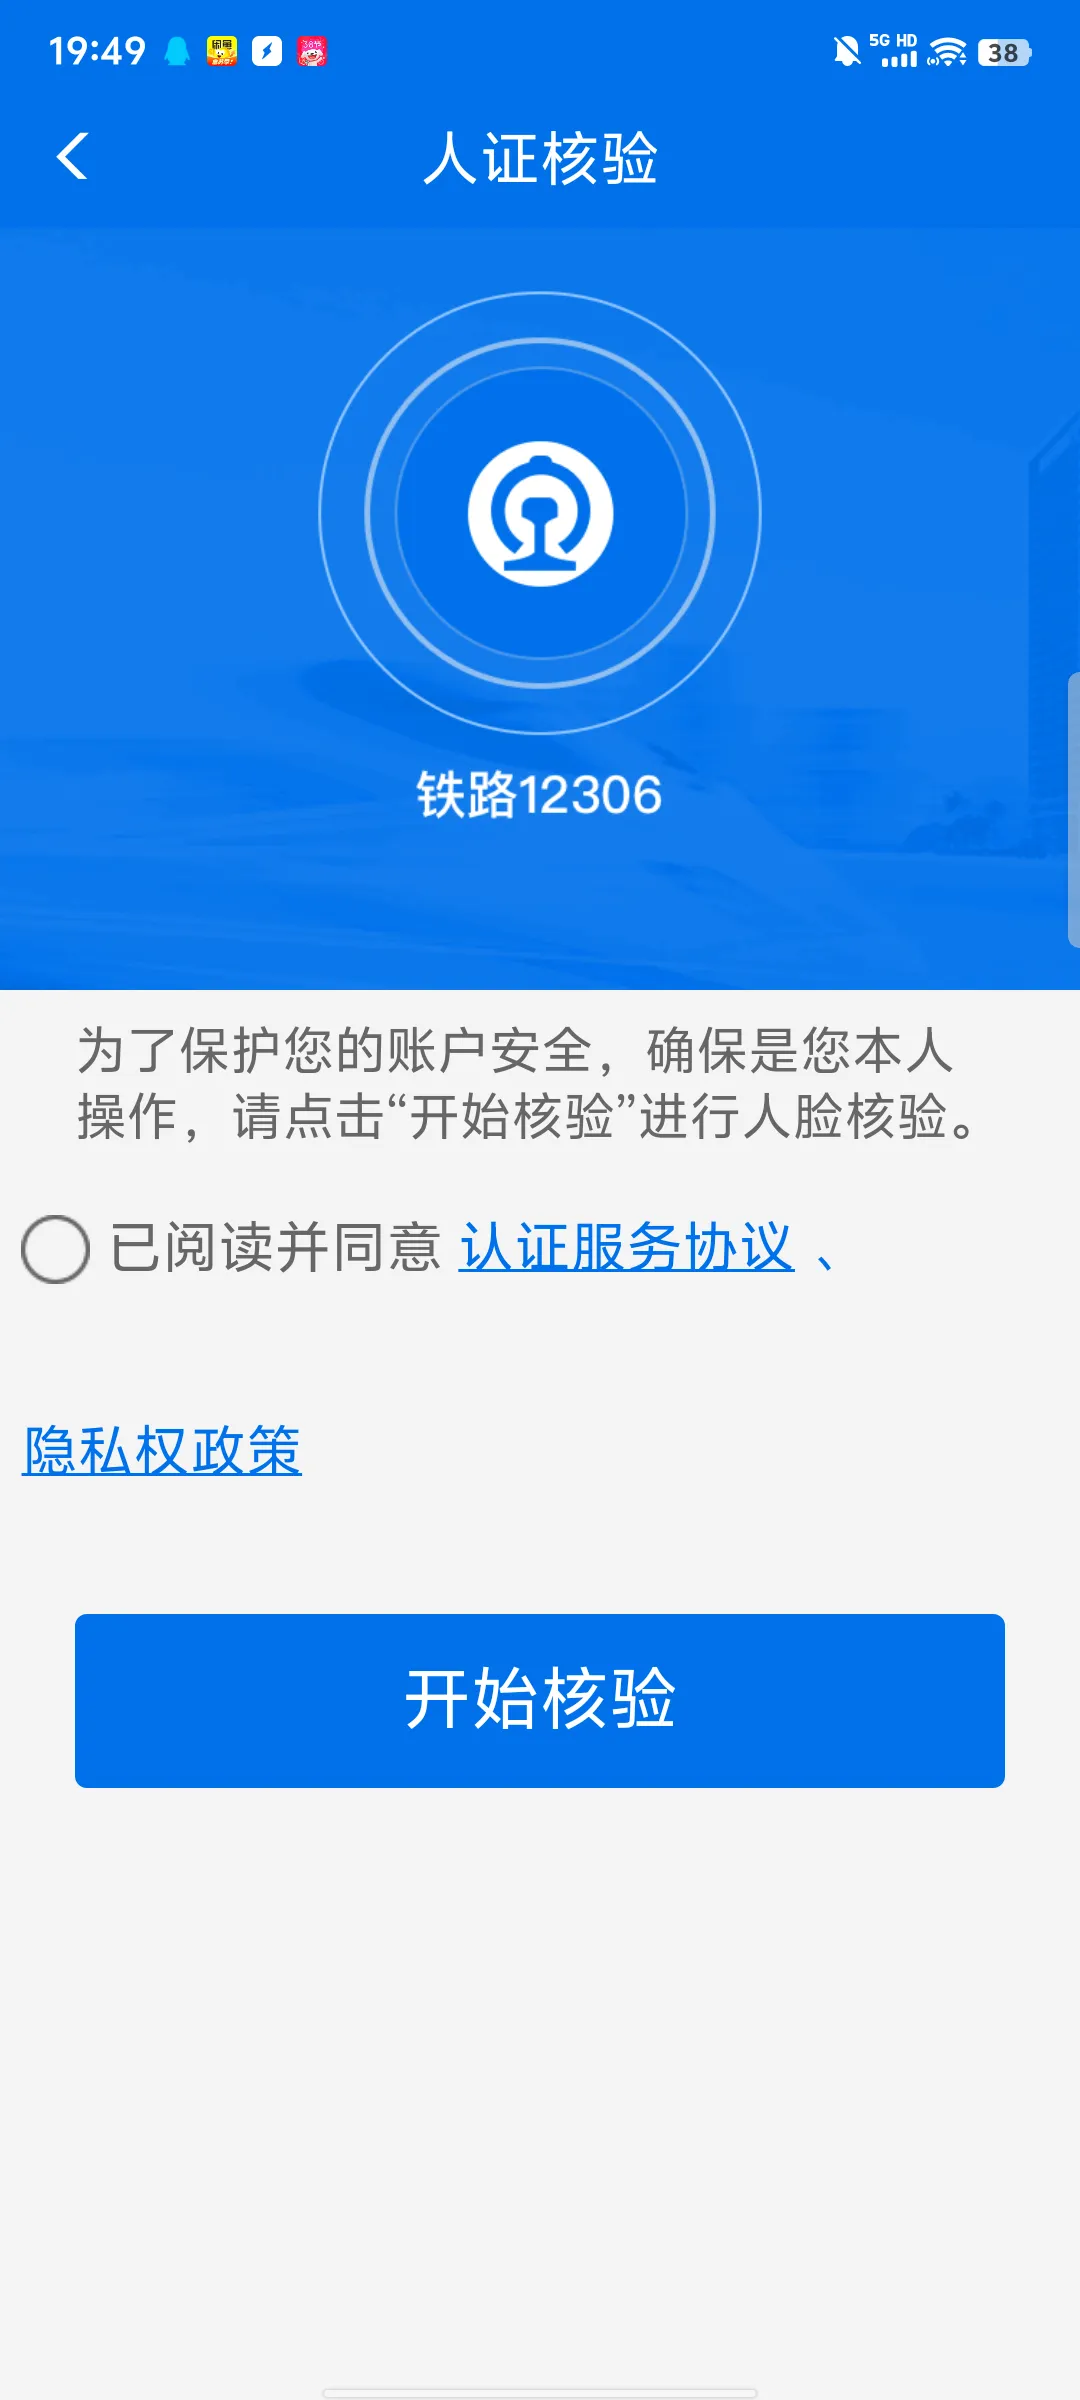 19:49
5G HD
38
人证核验
铁路12306
为了保护您的账户安全，确保是您本人
操作，请点击“开始核验”进行人脸核验。
已阅读并同意 认证服务协议 、
隐私权政策
开始核验